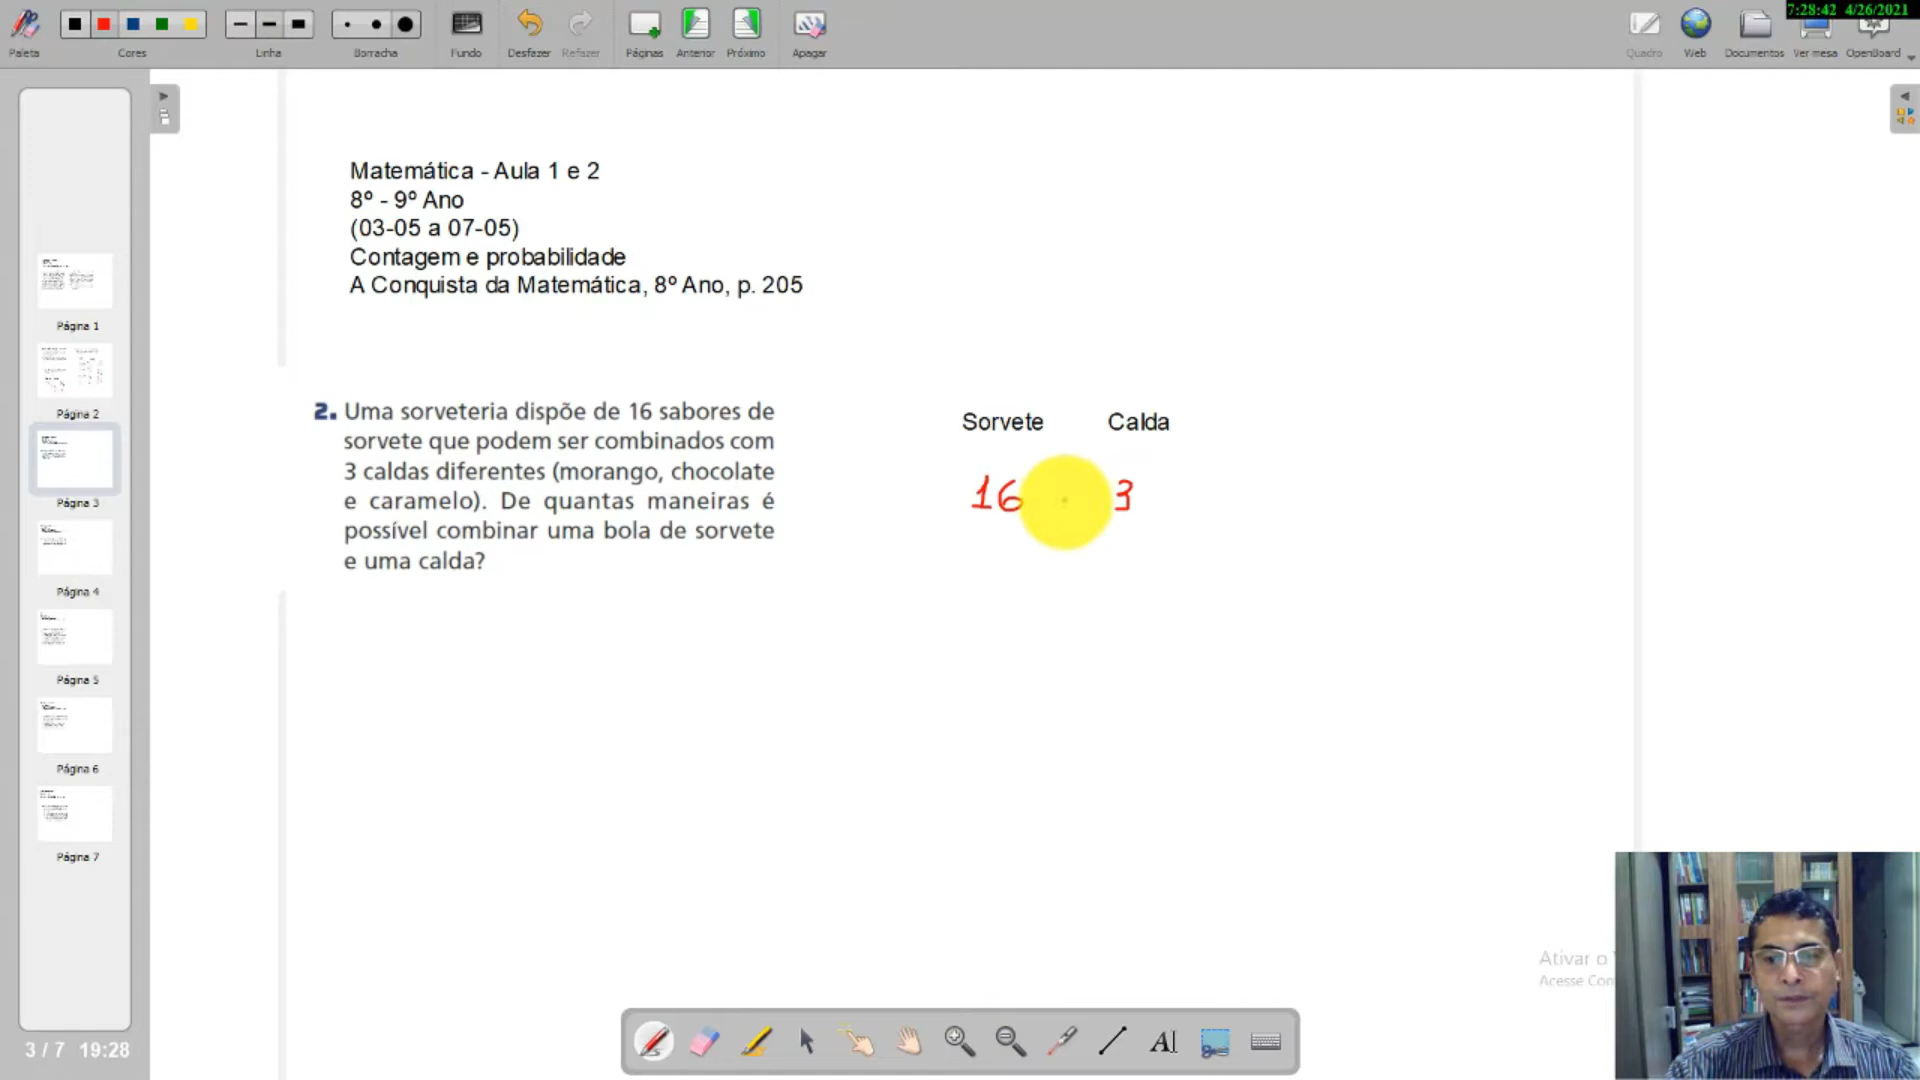 7:28:42 4/26/2021
Paleta
Cores
Linha
Borracha
Fundo
Desfazer
Refazer
Páginas
Anterior
Próximo
Apagar
Quadro
Web
Documentos
Ver mesa
OpenBoard
Matemática - Aula 1 e 2
8º - 9º Ano
(03-05 a 07-05)
Contagem e probabilidade
A Conquista da Matemática, 8º Ano, p. 205
2. Uma sorveteria dispõe de 16 sabores de
sorvete que podem ser combinados com
3 caldas diferentes (morango, chocolate
e caramelo). De quantas maneiras é
possível combinar uma bola de sorvete
e uma calda?
Sorvete Calda
16 3
Página 1
Página 2
Página 3
Página 4
Página 5
Página 6
Página 7
3 / 7 19:28
Ativar o
Acesse Con
AI